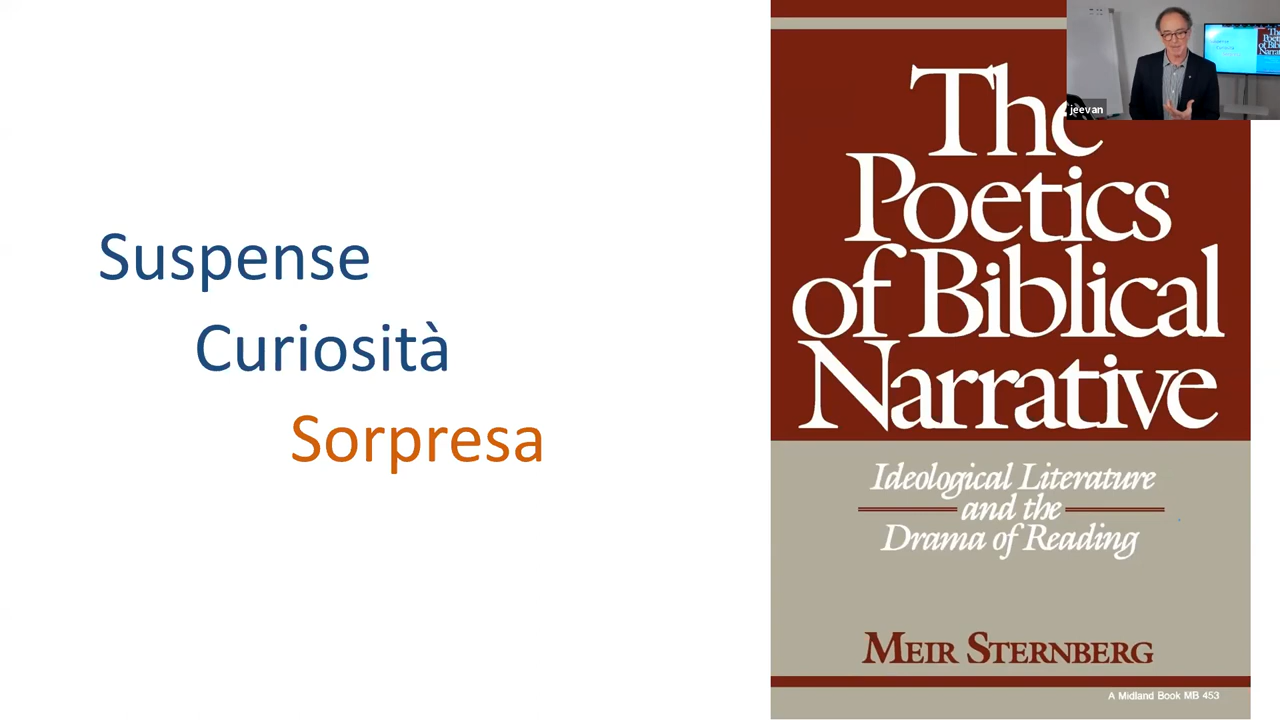 Suspense
Curiosità
Sorpresa
The
Poetics
of Biblical
Narrative
Ideological Literature
and the
Drama of Reading
MEIR STERNBERG
A Midland Book MB 453
jeevan